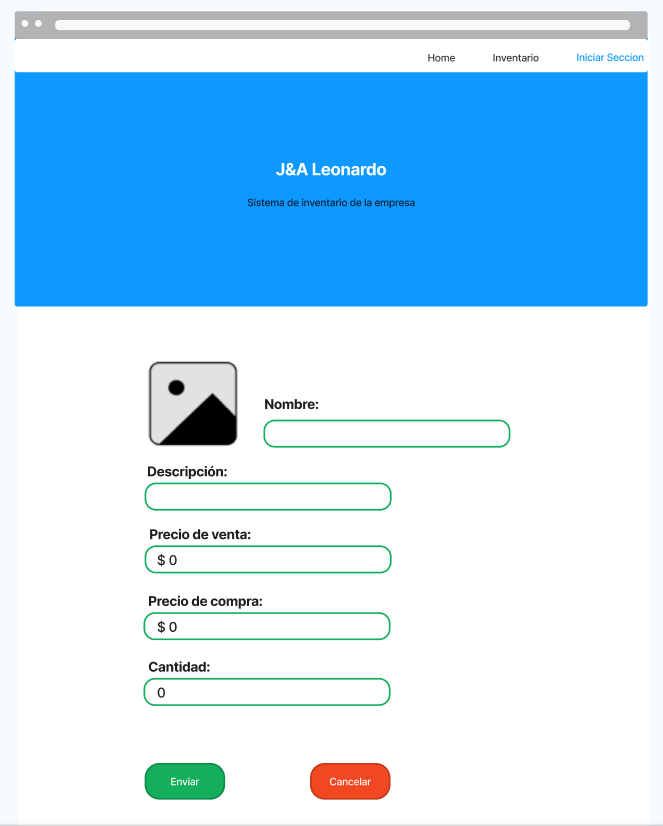 Home Inventario Iniciar Seccion
J&A Leonardo
Sistema de inventario de la empresa
Nombre:
Descripción:
Precio de venta:
$ 0
Precio de compra:
$ 0
Cantidad:
0
Enviar Cancelar